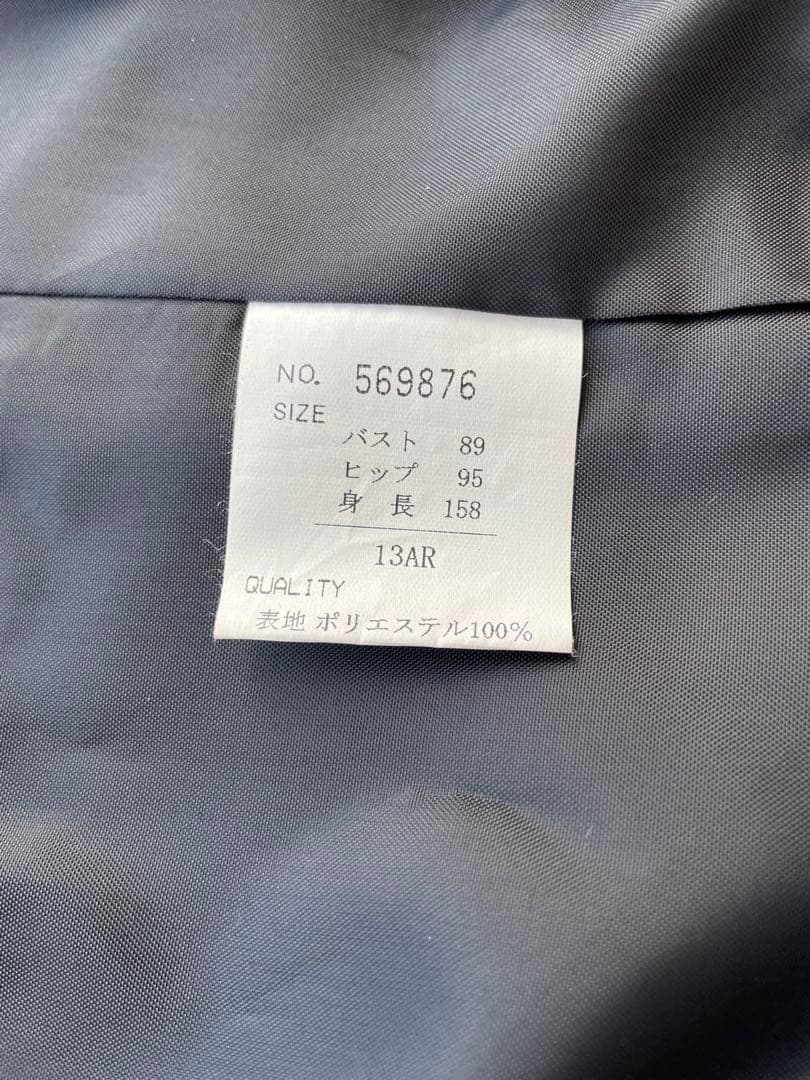 NO. 569876
SIZE
バスト 89
ヒップ 95
身 長 158
13AR
QUALITY
表地 ポリエステル100%